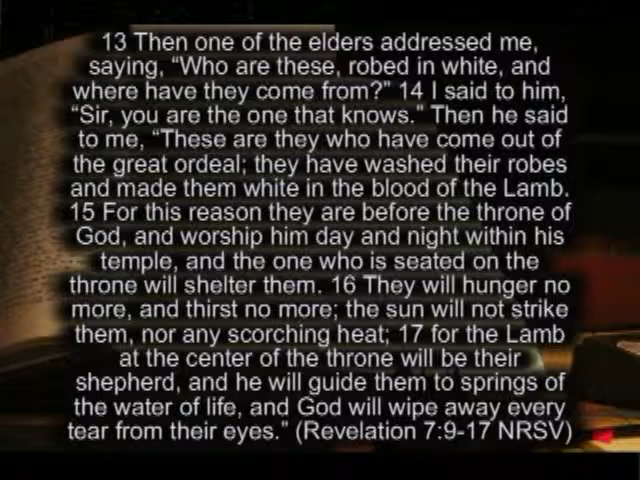 13 Then one of the elders addressed me,
saying, “Who are these, robed in white, and
where have they come from?” 14 I said to him,
“Sir, you are the one that knows.” Then he said
to me, “These are they who have come out of
the great ordeal; they have washed their robes
and made them white in the blood of the Lamb.
15 For this reason they are before the throne of
God, and worship him day and night within his
temple, and the one who is seated on the
throne will shelter them. 16 They will hunger no
more, and thirst no more; the sun will not strike
them, nor any scorching heat; 17 for the Lamb
at the center of the throne will be their
shepherd, and he will guide them to springs of
the water of life, and God will wipe away every
tear from their eyes.” (Revelation 7:9-17 NRSV)